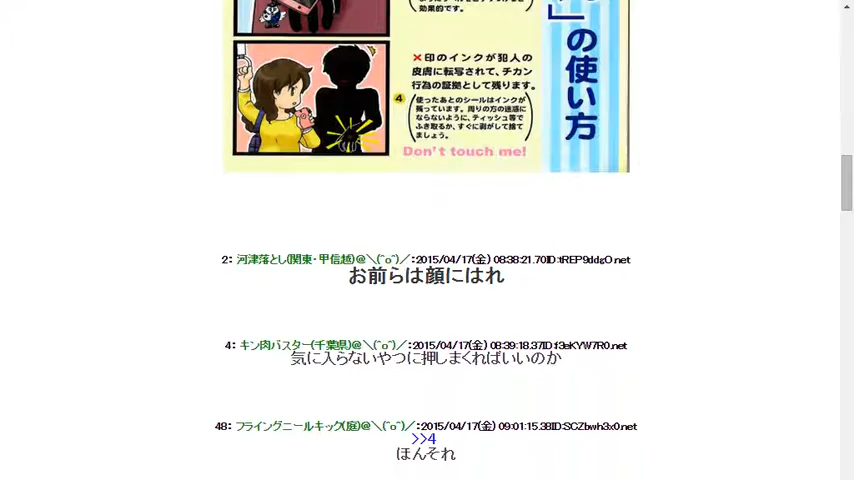 効果的です。
」の使い方
×印のインクが犯人の
皮膚に転写されて、チカン
行為の証拠として残ります。
4
使ったあとのシールはインクが
残っています。周りの方の迷惑に
ならないように、ティッシュ等で
ふき取るか、すぐに剥がして捨て
ましょう。
Don't touch me!
2： 河津落とし(関東・甲信越)@＼(^o^)／：2015/04/17(金) 08:38:21.70ID:tREP9ddgO.net
お前らは顔にはれ
4： キン肉バスター(千葉県)@＼(^o^)／：2015/04/17(金) 08:39:18.37ID:f3eKYW7R0.net
気に入らないやつに押しまくればいいのか
48： フライングニールキック(庭)@＼(^o^)／：2015/04/17(金) 09:01:15.38ID:SCZbwh3x0.net
>>4
ほんそれ